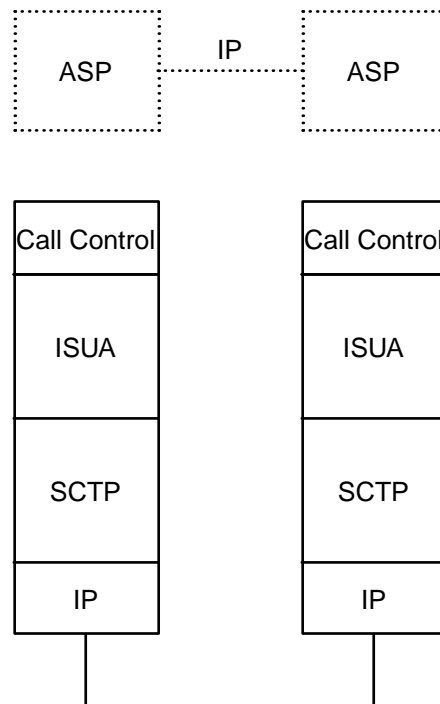 IP
ASP ASP
Call Control Call Control
ISUA ISUA
SCTP SCTP
IP IP